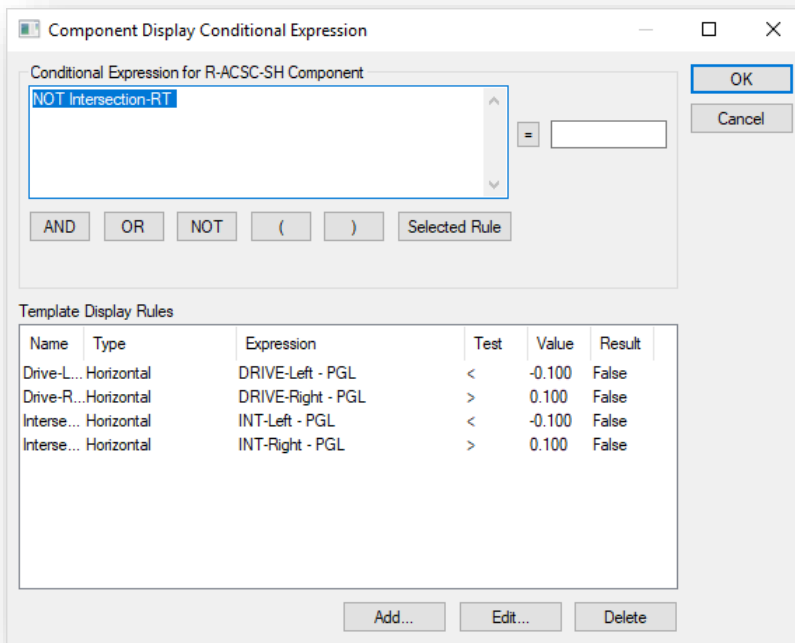 Component Display Conditional Expression
Conditional Expression for R-ACSC-SH Component
NOT Intersection-RT
=
OK
Cancel
AND OR NOT ( ) Selected Rule
Template Display Rules
Name Type Expression Test Value Result
Drive-L... Horizontal DRIVE-Left - PGL < -0.100 False
Drive-R... Horizontal DRIVE-Right - PGL > 0.100 False
Interse... Horizontal INT-Left - PGL < -0.100 False
Interse... Horizontal INT-Right - PGL > 0.100 False
Add... Edit... Delete